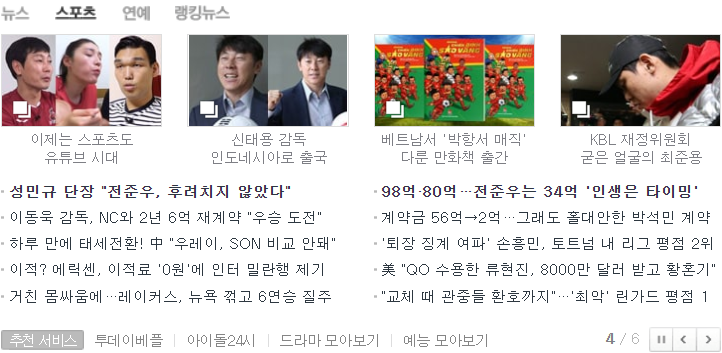 뉴스 스포츠 연예 랭킹뉴스
이제는 스포츠도
유튜브 시대
신태용 감독
인도네시아로 출국
베트남서 '박항서 매직'
다룬 만화책 출간
KBL 재정위원회
굳은 얼굴의 최준용
성민규 단장 "전준우, 후려치지 않았다"
이동욱 감독, NC와 2년 6억 재계약 "우승 도전"
하루 만에 태세전환! 中 "우레이, SON 비교 안돼"
이적? 에릭센, 이적료 '0원'에 인터 밀란행 제기
거친 몸싸움에…레이커스, 뉴욕 꺾고 6연승 질주
98억·80억…전준우는 34억 '인생은 타이밍'
계약금 56억→2억…그래도 홀대안한 박석민 계약
'퇴장 징계 여파' 손흥민, 토트넘 내 리그 평점 2위
美 "QO 수용한 류현진, 8000만 달러 받고 황혼기"
"교체 때 관중들 환호까지"…'최악' 린가드 평점 1
추천 서비스 투데이베플 아이돌24시 드라마 모아보기 예능 모아보기 4 / 6